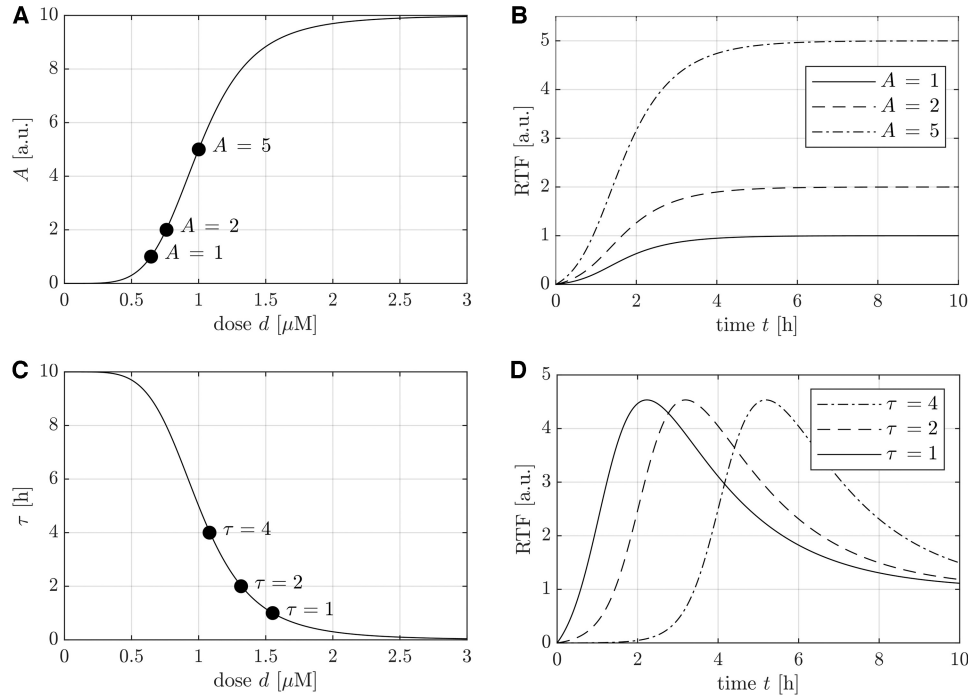 A
A [a.u.]
10
8
6
4
2
0
A = 5
A = 2
A = 1
0 0.5 1 1.5 2 2.5 3
dose d [μM]
B
RTF [a.u.]
5
4
3
2
1
0
A = 1
A = 2
A = 5
0 2 4 6 8 10
time t [h]
C
τ [h]
10
8
6
4
2
0
τ = 4
τ = 2
τ = 1
0 0.5 1 1.5 2 2.5 3
dose d [μM]
D
RTF [a.u.]
5
4
3
2
1
0
τ = 4
τ = 2
τ = 1
0 2 4 6 8 10
time t [h]